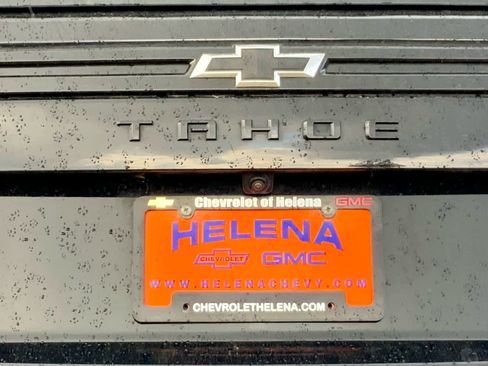 TAHOE
Chevrolet of Helena GMC
HELENA
CHEVROLET GMC
WWW.HELENACHEVY.COM
CHEVROLETHELENA.COM